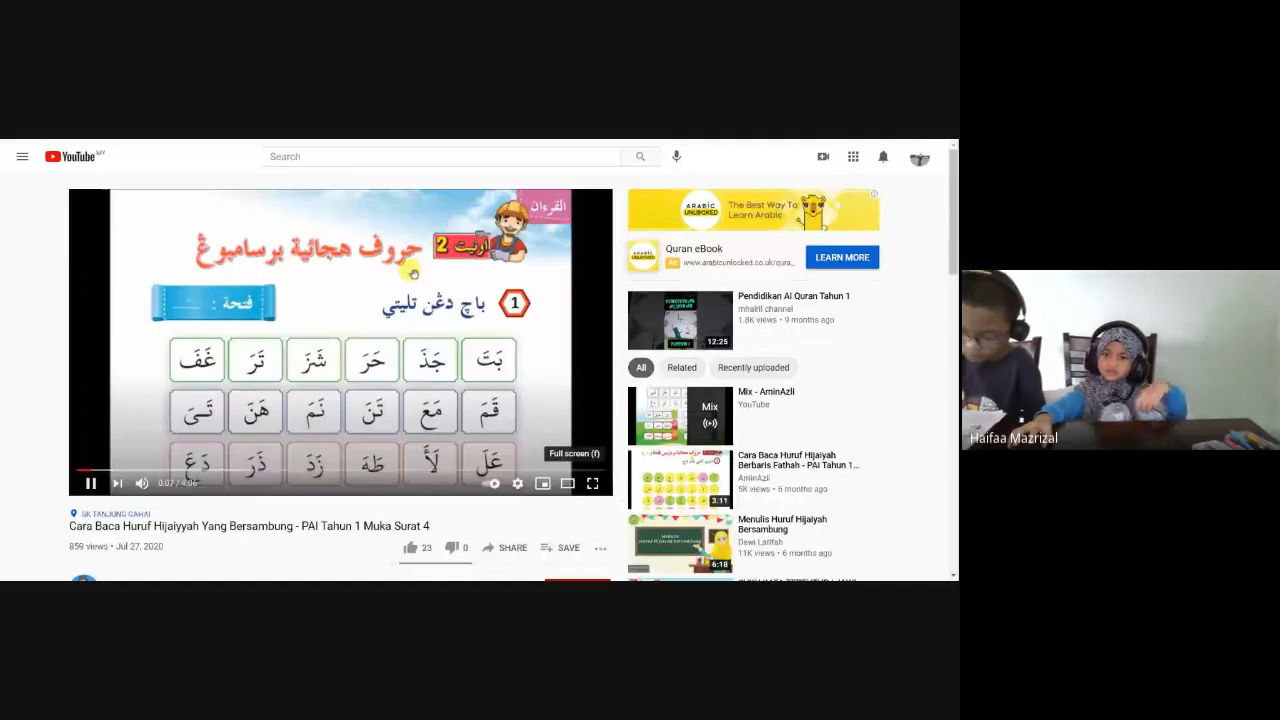 YouTube MY
Search
القرءان
اونيت 2
حروف هجائية برسامبوڠ
1
باچ دڠن تليتي
فتحة :
بَتَ جَذَ حَرَ شَزَ تَرَ غَفَ
قَمَ مَعَ تَنَ نَمَ هَنَ تَىَ
عَلَ لَأَ طَهَ زَدَ ذَرَ دَعَ
Full screen (f)
0:07 / 4:06
SK TANJUNG GAHAI
Cara Baca Huruf Hijaiyyah Yang Bersambung - PAI Tahun 1 Muka Surat 4
859 views • Jul 27, 2020
23
0
SHARE
SAVE
ARABIC UNLOCKED
The Best Way To
Learn Arabic
ARABIC UNLOCKED
Quran eBook
Ad www.arabicunlocked.co.uk/qura...
LEARN MORE
12:25
Pendidikan Al Quran Tahun 1
mhairil channel
1.8K views • 9 months ago
All
Related
Recently uploaded
Mix
Mix - AminAzli
YouTube
3:11
Cara Baca Huruf Hijaiyah
Berbaris Fathah - PAI Tahun 1...
AminAzli
5K views • 6 months ago
6:18
Menulis Huruf Hijaiyah
Bersambung
Dewi Latifah
11K views • 6 months ago
Haifaa Mazrizal